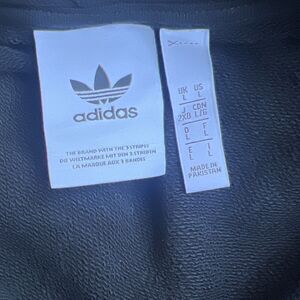 adidas
THE BRAND WITH THE 3 STRIPES
DIE WELTMARKE MIT DEN 3 STREIFEN
LA MARQUE AUX 3 BANDES
UK US
L L
J CDN
2XO L/G
D F
L L
E I
L L
MADE IN
PAKISTAN